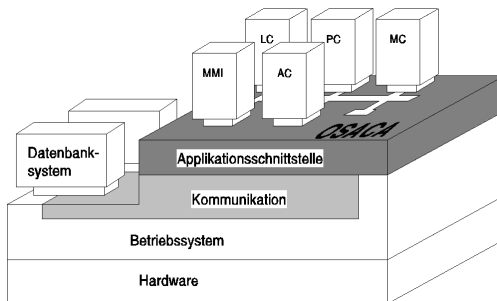 LC
PC
MC
MMI
AC
OSACA
Datenbank-
system
Applikationsschnittstelle
Kommunikation
Betriebssystem
Hardware